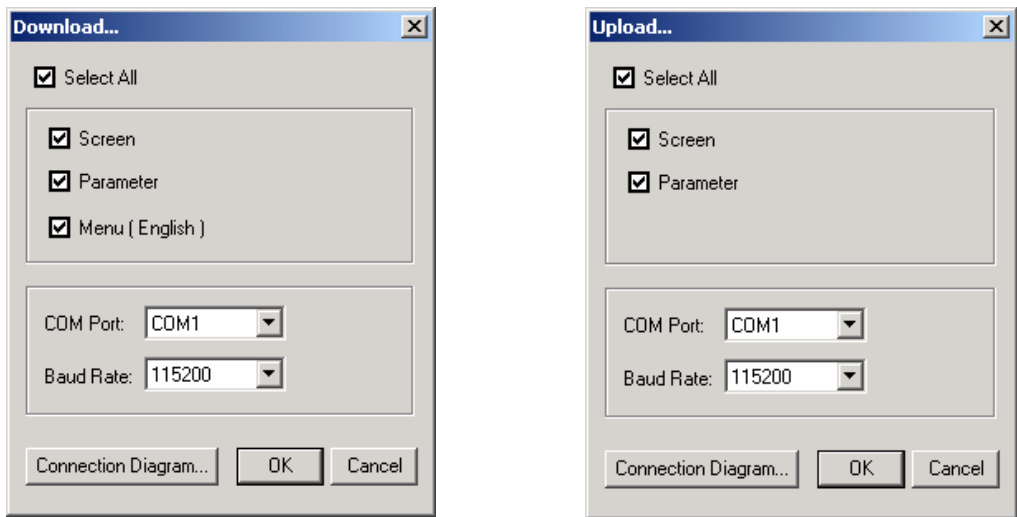 Download...
Select All
Screen
Parameter
Menu ( English )
COM Port: COM1
Baud Rate: 115200
Connection Diagram... OK Cancel
Upload...
Select All
Screen
Parameter
COM Port: COM1
Baud Rate: 115200
Connection Diagram... OK Cancel